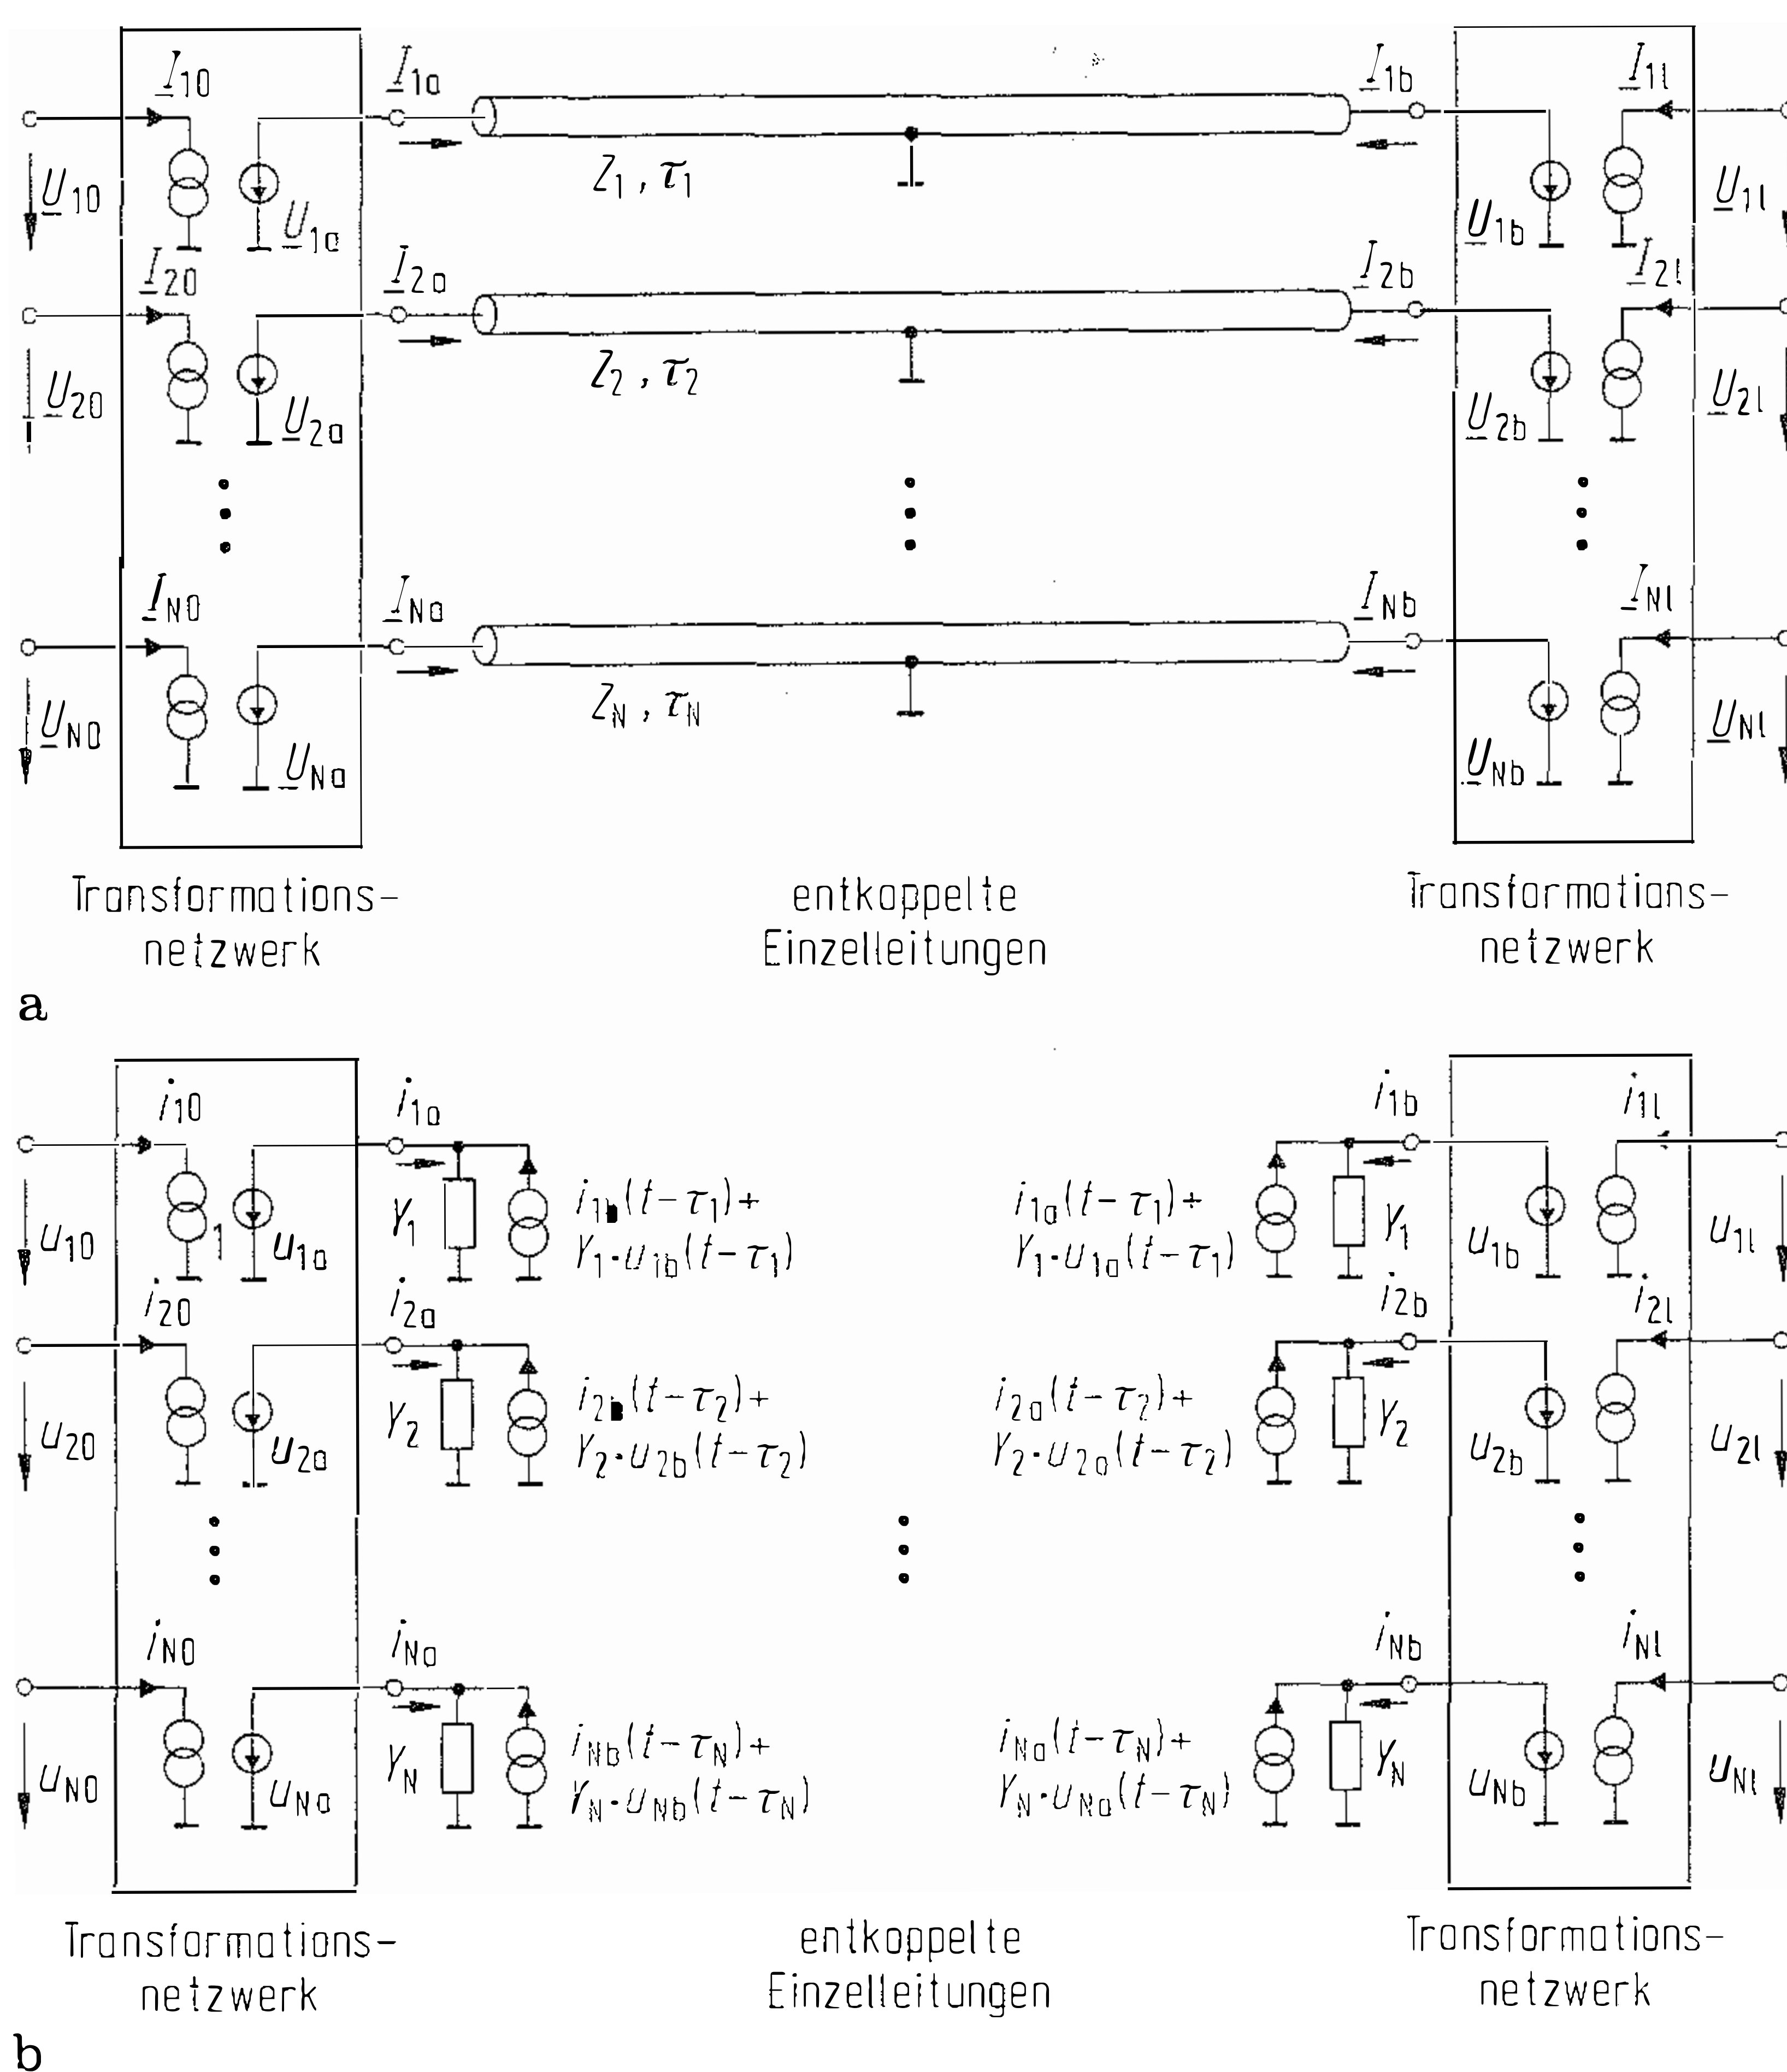 I10 I1a I1b I1l
Z1, τ1
U10 U1a U1b U1l
I20 I2a I2b I2l
Z2, τ2
U20 U2a U2b U2l
IN0 INa INb INl
ZN, τN
UN0 UNa UNb UNl
Transformations- entkoppelte Transformations-
netzwerk Einzelleitungen netzwerk
a
i10 i1a i1b i1l
Y1 i1b(t-τ1)+ i1a(t-τ1)+ Y1
u10 1 u1a Y1·u1b(t-τ1) Y1·u1a(t-τ1) u1b u1l
i20 i2a i2b i2l
Y2 i2b(t-τ2)+ i2a(t-τ2)+ Y2
u20 u2a Y2·u2b(t-τ2) Y2·u2a(t-τ2) u2b u2l
iN0 iNa iNb iNl
YN iNb(t-τN)+ iNa(t-τN)+ YN
uN0 uNa YN·uNb(t-τN) YN·uNa(t-τN) uNb uNl
Transformations- entkoppelte Transformations-
netzwerk Einzelleitungen netzwerk
b